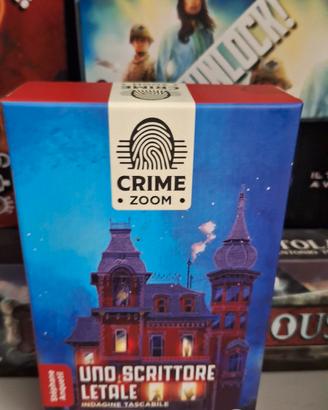 UNLOCK!
CRIME
ZOOM
Stéphane
Anquetil
UNO SCRITTORE
LETALE
INDAGINE TASCABILE